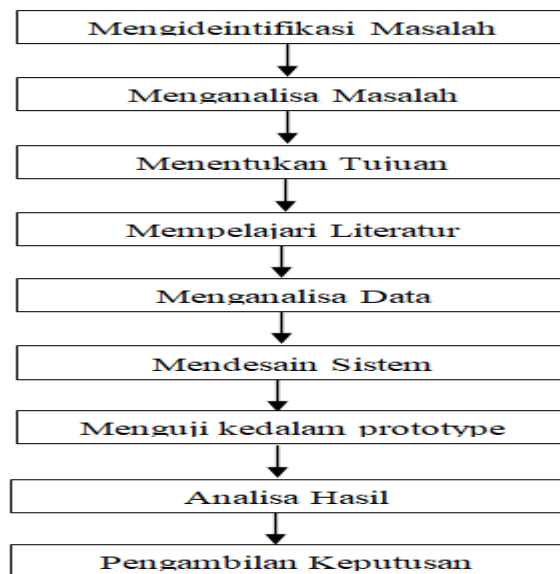 Mengideintifikasi Masalah
Menganalisa Masalah
Menentukan Tujuan
Mempelajari Literatur
Menganalisa Data
Mendesain Sistem
Menguji kedalam prototype
Analisa Hasil
Pengambilan Keputusan